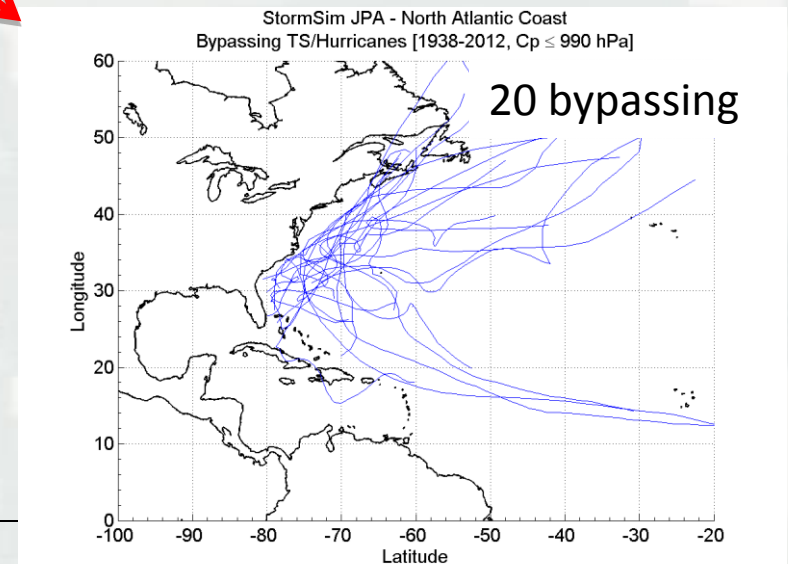 StormSim JPA - North Atlantic Coast
Bypassing TS/Hurricanes [1938-2012, Cp ≤ 990 hPa]
20 bypassing
60
50
40
30
20
10
0
Longitude
-100 -90 -80 -70 -60 -50 -40 -30 -20
Latitude